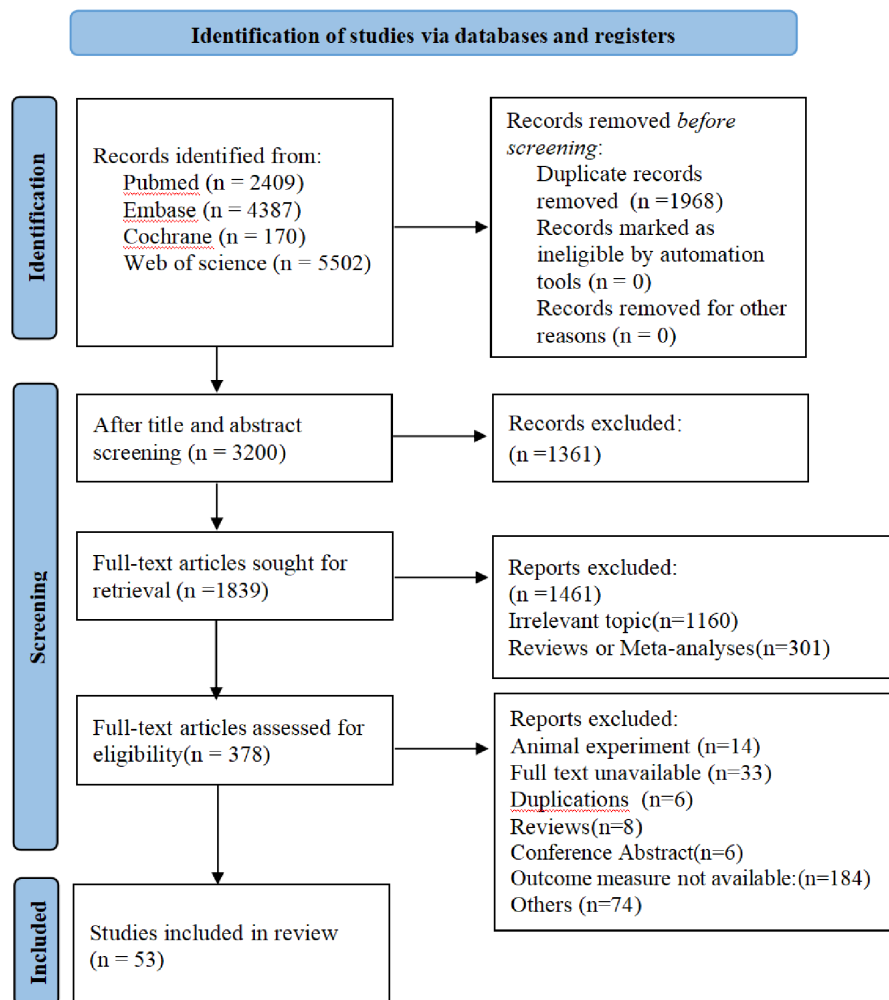 Identification of studies via databases and registers
Identification
Records identified from:
Pubmed (n = 2409)
Embase (n = 4387)
Cochrane (n = 170)
Web of science (n = 5502)
Records removed before
screening:
Duplicate records
removed (n =1968)
Records marked as
ineligible by automation
tools (n = 0)
Records removed for other
reasons (n = 0)
Screening
After title and abstract
screening (n = 3200)
Records excluded:
(n =1361)
Full-text articles sought for
retrieval (n =1839)
Reports excluded:
(n =1461)
Irrelevant topic(n=1160)
Reviews or Meta-analyses(n=301)
Full-text articles assessed for
eligibility(n = 378)
Reports excluded:
Animal experiment (n=14)
Full text unavailable (n=33)
Duplications (n=6)
Reviews(n=8)
Conference Abstract(n=6)
Outcome measure not available:(n=184)
Others (n=74)
Included
Studies included in review
(n = 53)